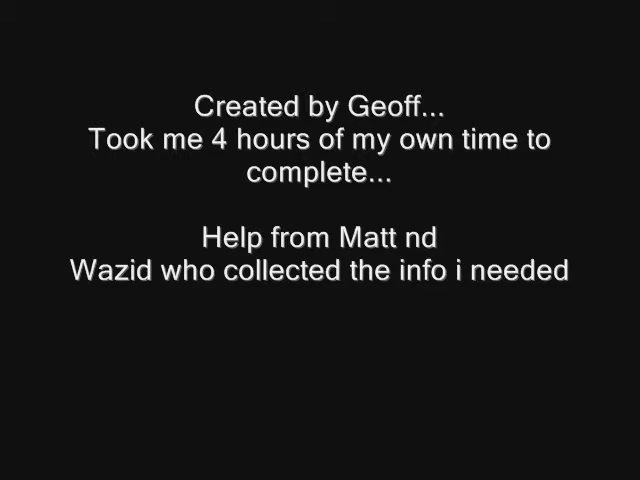 Created by Geoff...
Took me 4 hours of my own time to
complete...
Help from Matt nd
Wazid who collected the info i needed